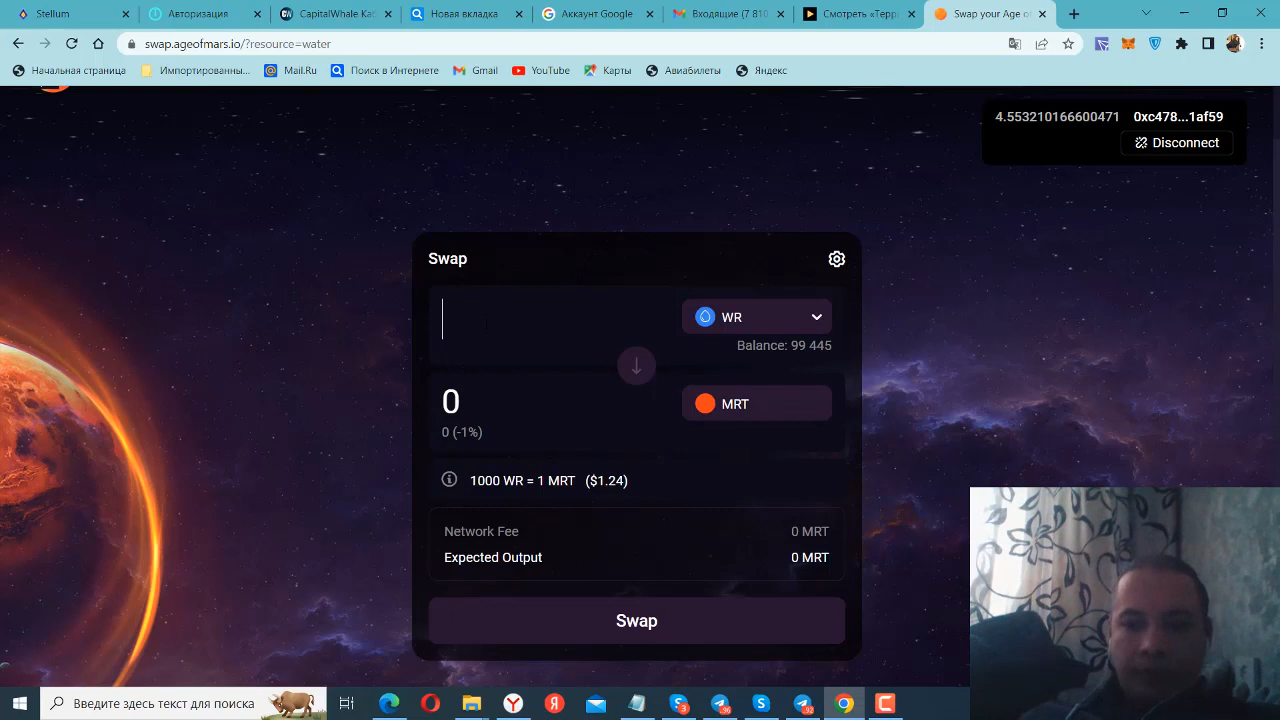 Stellum
Авторизация
CapitalWhale Каб
Новая вкладка
Аккаунт Google
Входящие (7 810
Смотреть «Терр
Swap your Age o
swap.ageofmars.io/?resource=water
Начальная страница
Импортированны...
Mail.Ru
Поиск в Интернете
Gmail
YouTube
Карты
Авиабилеты
Яндекс
4.553210166600471 0xc478...1af59
Disconnect
Swap
WR
Balance: 99 445
0
MRT
0 (-1%)
1000 WR = 1 MRT ($1.24)
Network Fee 0 MRT
Expected Output 0 MRT
Swap
Введите здесь текст для поиска